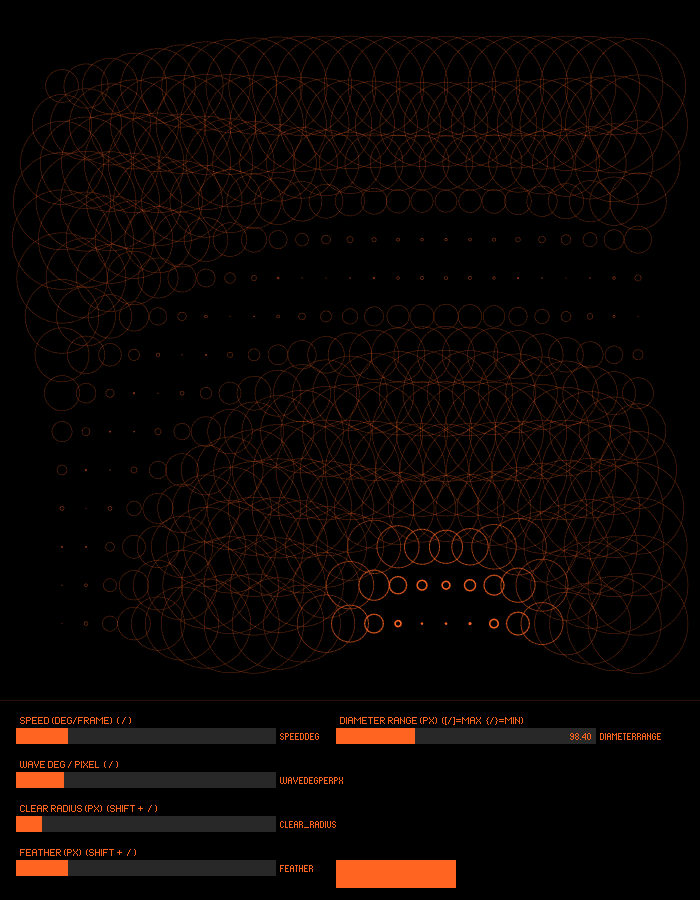 SPEED (DEG/FRAME) ( / )
SPEEDDEG
DIAMETER RANGE (PX) ([/]=MAX {/}=MIN)
98.40
DIAMETERRANGE
WAVE DEG / PIXEL ( / )
WAVEDEGPERPX
CLEAR RADIUS (PX) (SHIFT + / )
CLEAR_RADIUS
FEATHER (PX) (SHIFT + / )
FEATHER